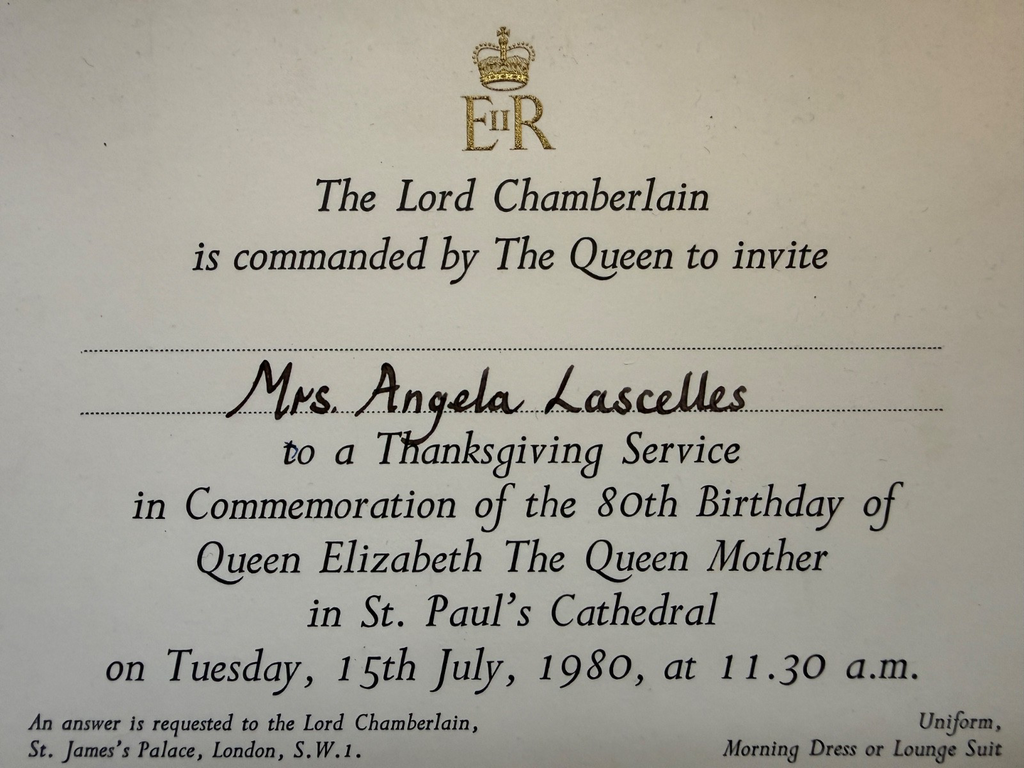 EIIR
The Lord Chamberlain
is commanded by The Queen to invite
Mrs. Angela Lascelles
to a Thanksgiving Service
in Commemoration of the 80th Birthday of
Queen Elizabeth The Queen Mother
in St. Paul's Cathedral
on Tuesday, 15th July, 1980, at 11.30 a.m.
An answer is requested to the Lord Chamberlain,
St. James's Palace, London, S.W.1.
Uniform,
Morning Dress or Lounge Suit